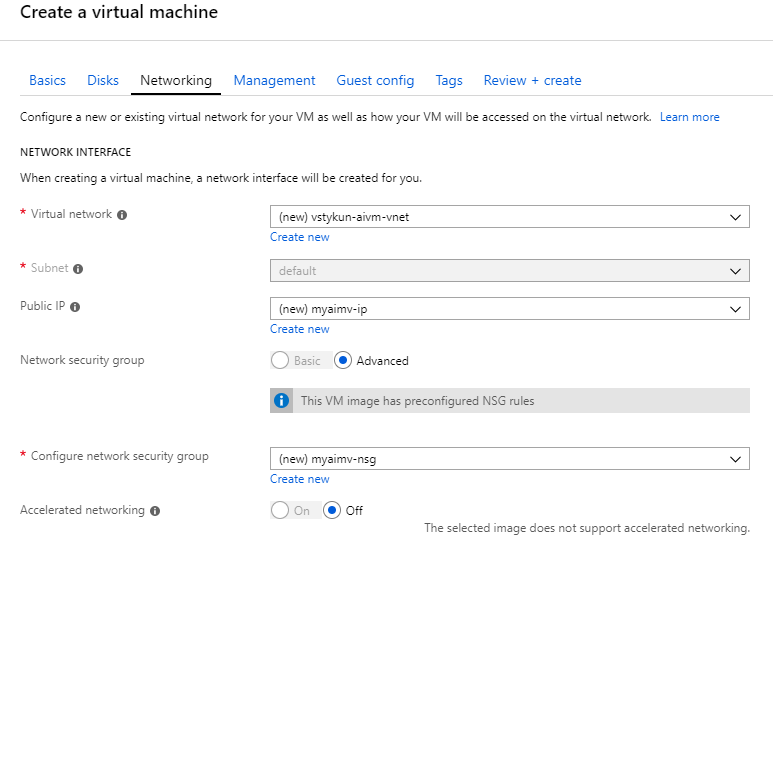 Create a virtual machine
Basics Disks Networking Management Guest config Tags Review + create
Configure a new or existing virtual network for your VM as well as how your VM will be accessed on the virtual network. Learn more
NETWORK INTERFACE
When creating a virtual machine, a network interface will be created for you.
* Virtual network (new) vstykun-aivm-vnet
Create new
* Subnet default
Public IP (new) myaimv-ip
Create new
Network security group Basic Advanced
This VM image has preconfigured NSG rules
* Configure network security group (new) myaimv-nsg
Create new
Accelerated networking On Off
The selected image does not support accelerated networking.